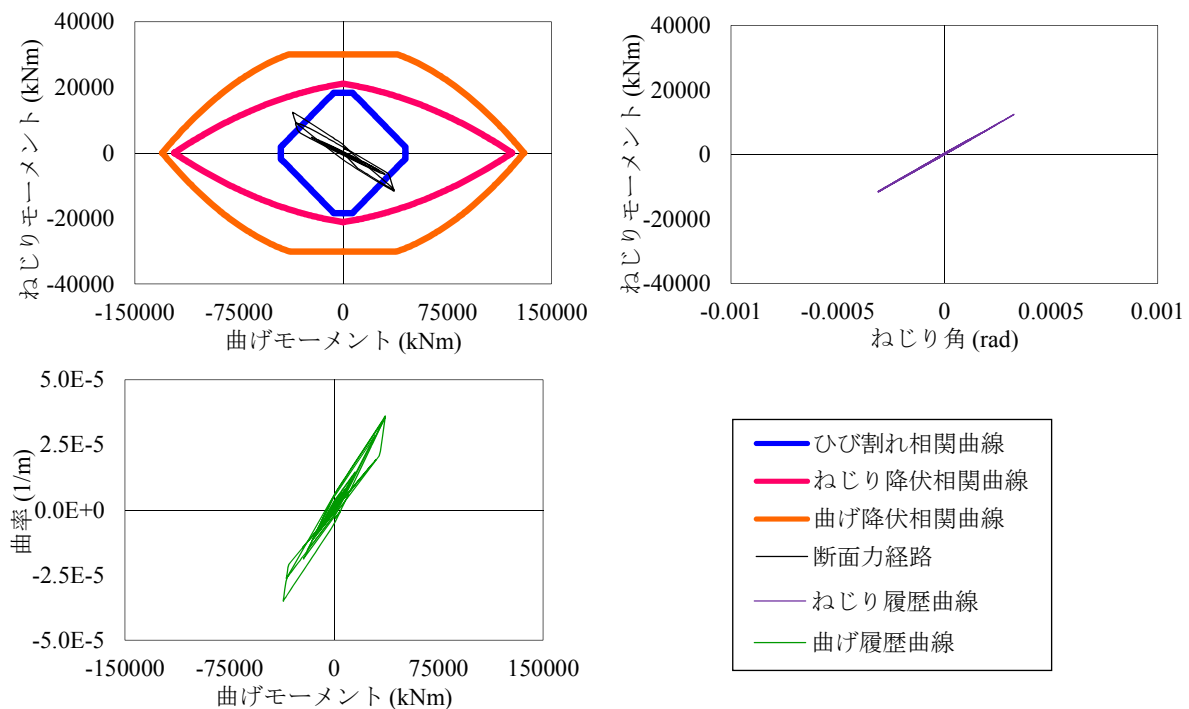 40000
20000
0
-20000
-40000
ねじりモーメント (kNm)
-150000 -75000 0 75000 150000
曲げモーメント (kNm)
40000
20000
0
-20000
-40000
ねじりモーメント (kNm)
-0.001 -0.0005 0 0.0005 0.001
ねじり角 (rad)
5.0E-5
2.5E-5
0.0E+0
-2.5E-5
-5.0E-5
曲率 (1/m)
-150000 -75000 0 75000 150000
曲げモーメント (kNm)
ひび割れ相関曲線
ねじり降伏相関曲線
曲げ降伏相関曲線
断面力経路
ねじり履歴曲線
曲げ履歴曲線